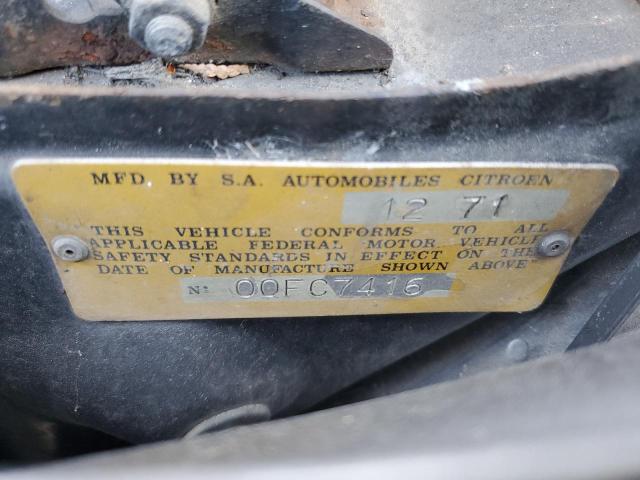 MFD. BY S.A. AUTOMOBILES CITROEN
12 71
THIS VEHICLE CONFORMS TO ALL
APPLICABLE FEDERAL MOTOR VEHICLE
SAFETY STANDARDS IN EFFECT ON THE
DATE OF MANUFACTURE SHOWN ABOVE
Nº 00FC7416